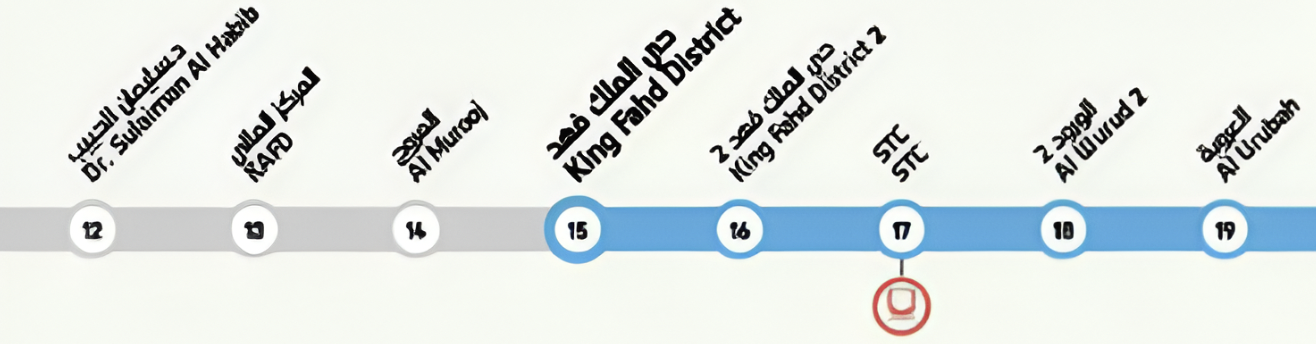 د سليمان الحبيب
Dr. Sulaiman Al Habib
المركز المالي
KAFD
المروج
Al Murooj
حي الملك فهد
King Fahd District
حي الملك فهد 2
King Fahd District 2
STC
STC
الورود 2
Al Wurud 2
العروبة
Al Urubah
12
13
14
15
16
17
18
19